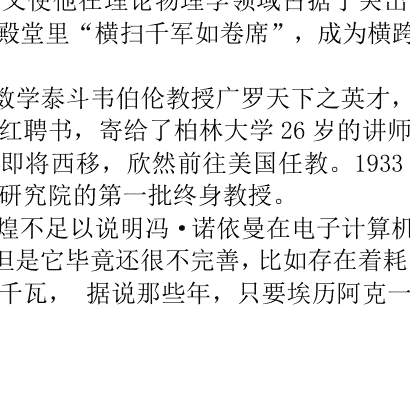 又使他在理论物理学领域占据了突出
殿堂里“横扫千军如卷席”，成为横跨
数学泰斗韦伯伦教授广罗天下之英才，
红聘书，寄给了柏林大学 26 岁的讲师
即将西移，欣然前往美国任教。1933
研究院的第一批终身教授。
煌不足以说明冯·诺依曼在电子计算机
但是它毕竟还很不完善，比如存在着耗
千瓦， 据说那些年，只要埃历阿克一